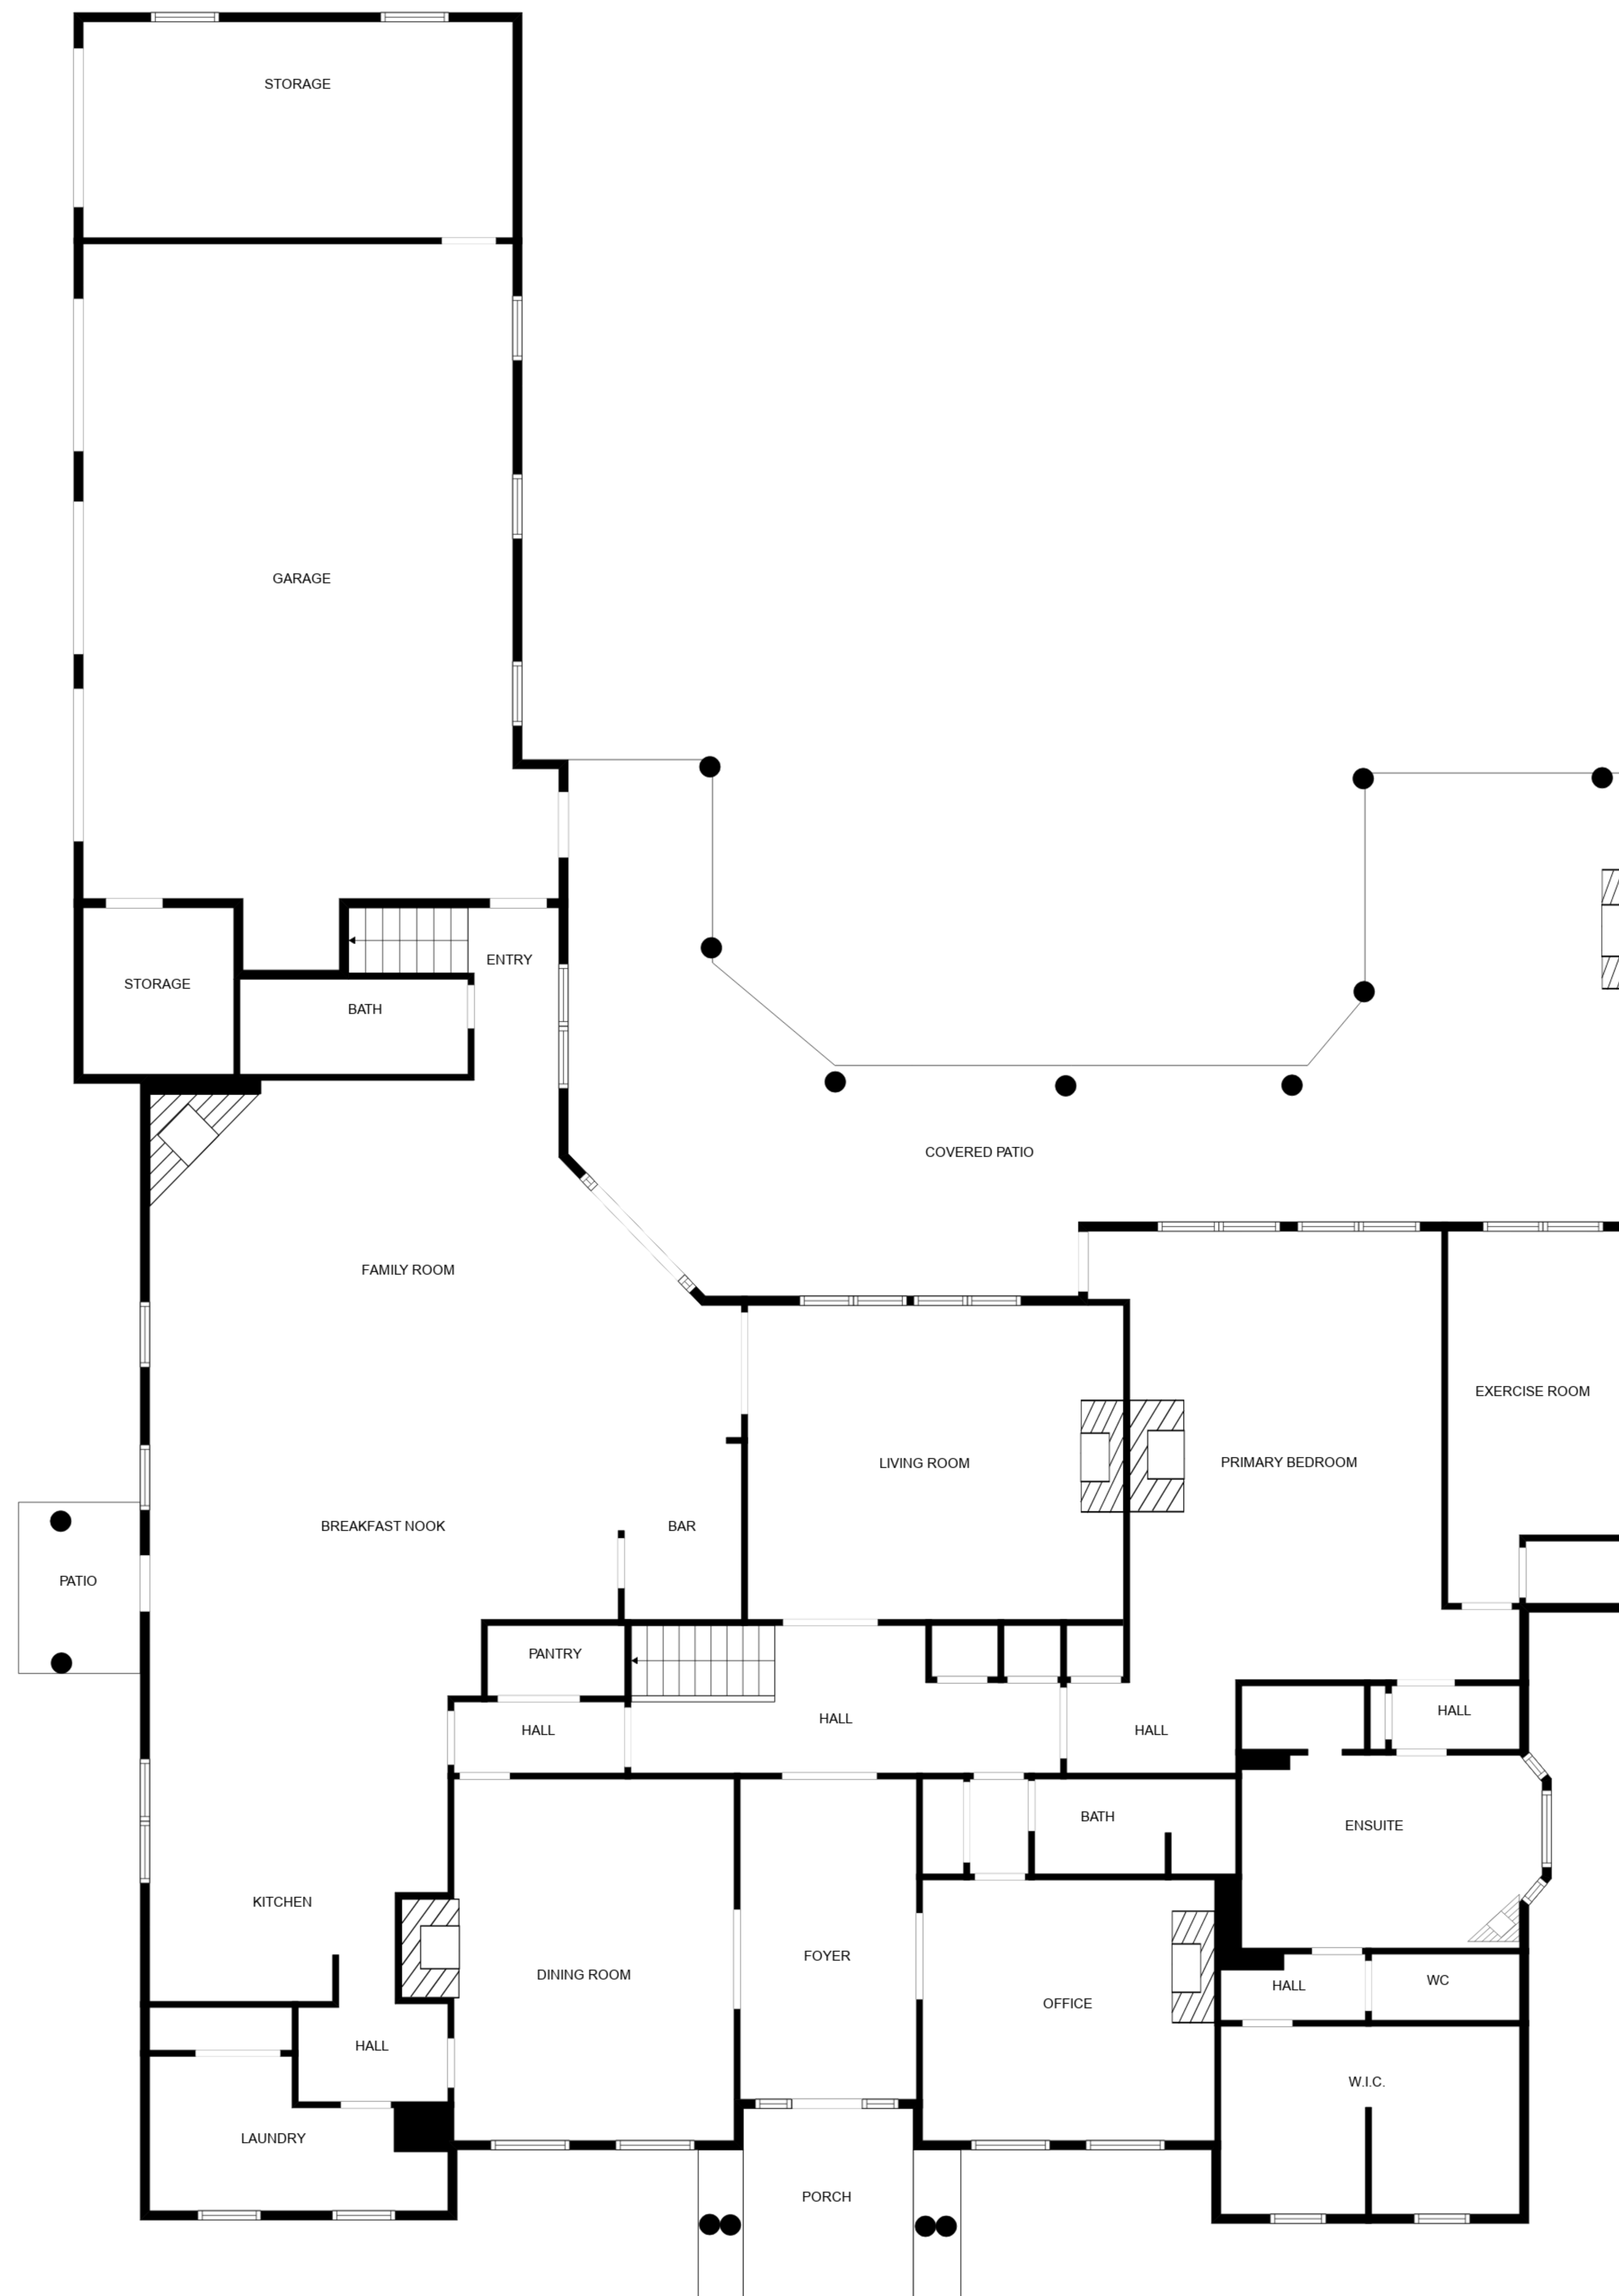 STORAGE
GARAGE
ENTRY
STORAGE
BATH
COVERED PATIO
FAMILY ROOM
EXERCISE ROOM
LIVING ROOM
PRIMARY BEDROOM
BREAKFAST NOOK
BAR
PATIO
PANTRY
HALL
HALL
HALL
HALL
BATH
ENSUITE
KITCHEN
FOYER
DINING ROOM
WC
HALL
OFFICE
HALL
W.I.C.
LAUNDRY
PORCH